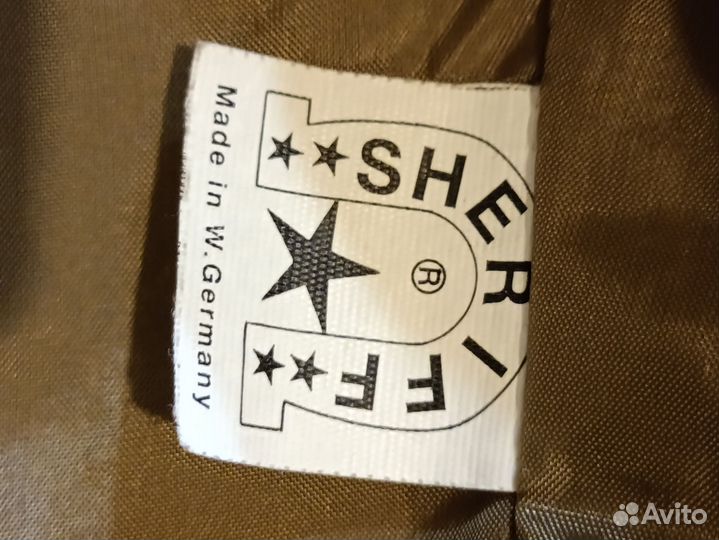 SHERIFF
®
Made in W. Germany
Avito